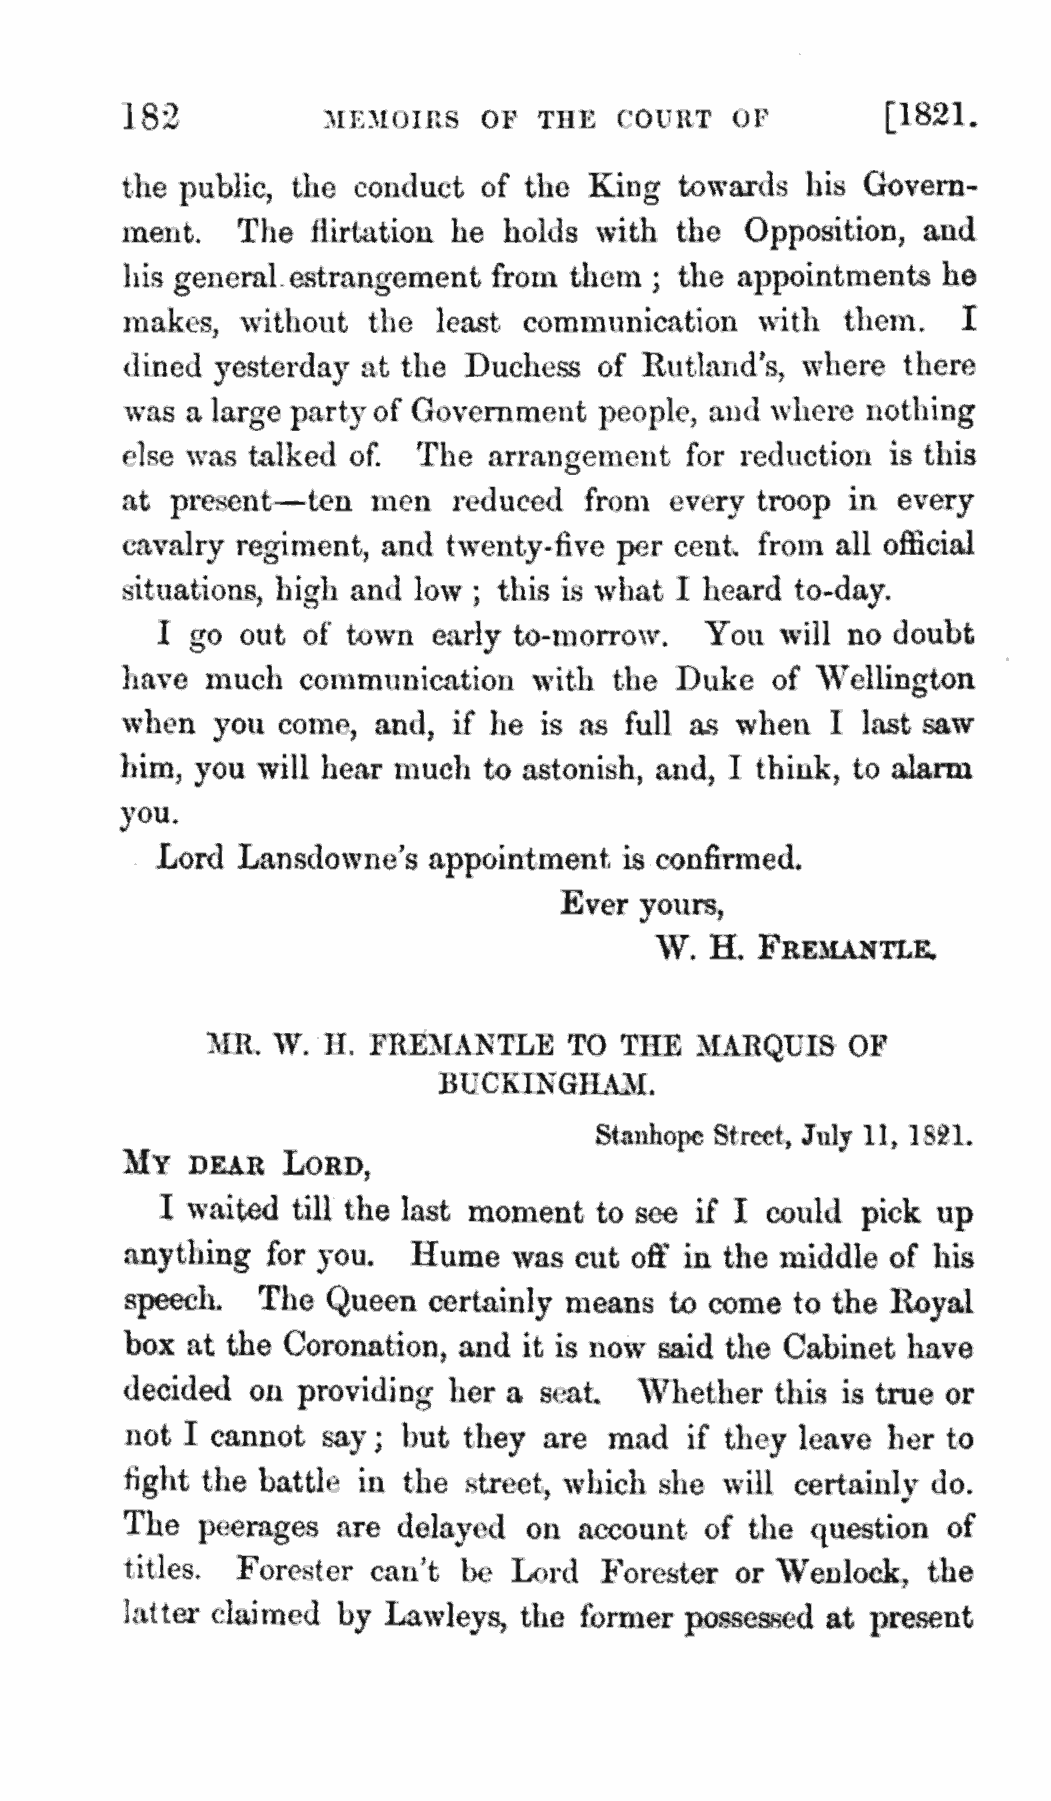 182 MEMOIRS OF THE COURT OF [1821.
the public, the conduct of the King towards his Govern-
ment. The flirtation he holds with the Opposition, and
his general estrangement from them ; the appointments he
makes, without the least communication with them. I
dined yesterday at the Duchess of Rutland's, where there
was a large party of Government people, and where nothing
else was talked of. The arrangement for reduction is this
at present—ten men reduced from every troop in every
cavalry regiment, and twenty-five per cent. from all official
situations, high and low ; this is what I heard to-day.
I go out of town early to-morrow. You will no doubt
have much communication with the Duke of Wellington
when you come, and, if he is as full as when I last saw
him, you will hear much to astonish, and, I think, to alarm
you.
Lord Lansdowne's appointment is confirmed.
Ever yours,
W. H. FREMANTLE.
MR. W. H. FREMANTLE TO THE MARQUIS OF
BUCKINGHAM.
Stanhope Street, July 11, 1821.
MY DEAR LORD,
I waited till the last moment to see if I could pick up
anything for you. Hume was cut off in the middle of his
speech. The Queen certainly means to come to the Royal
box at the Coronation, and it is now said the Cabinet have
decided on providing her a seat. Whether this is true or
not I cannot say ; but they are mad if they leave her to
fight the battle in the street, which she will certainly do.
The peerages are delayed on account of the question of
titles. Forester can't be Lord Forester or Wenlock, the
latter claimed by Lawleys, the former possessed at present